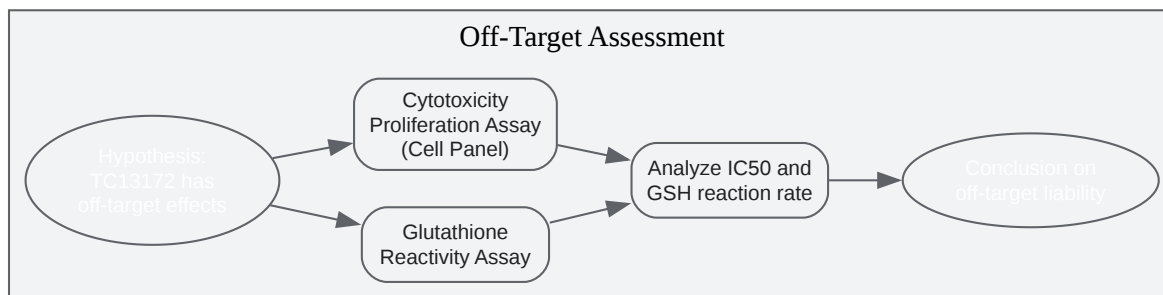 Off-Target Assessment
Hypothesis:
TC13172 has
off-target effects
Cytotoxicity
Proliferation Assay
(Cell Panel)
Glutathione
Reactivity Assay
Analyze IC50 and
GSH reaction rate
Conclusion on
off-target liability